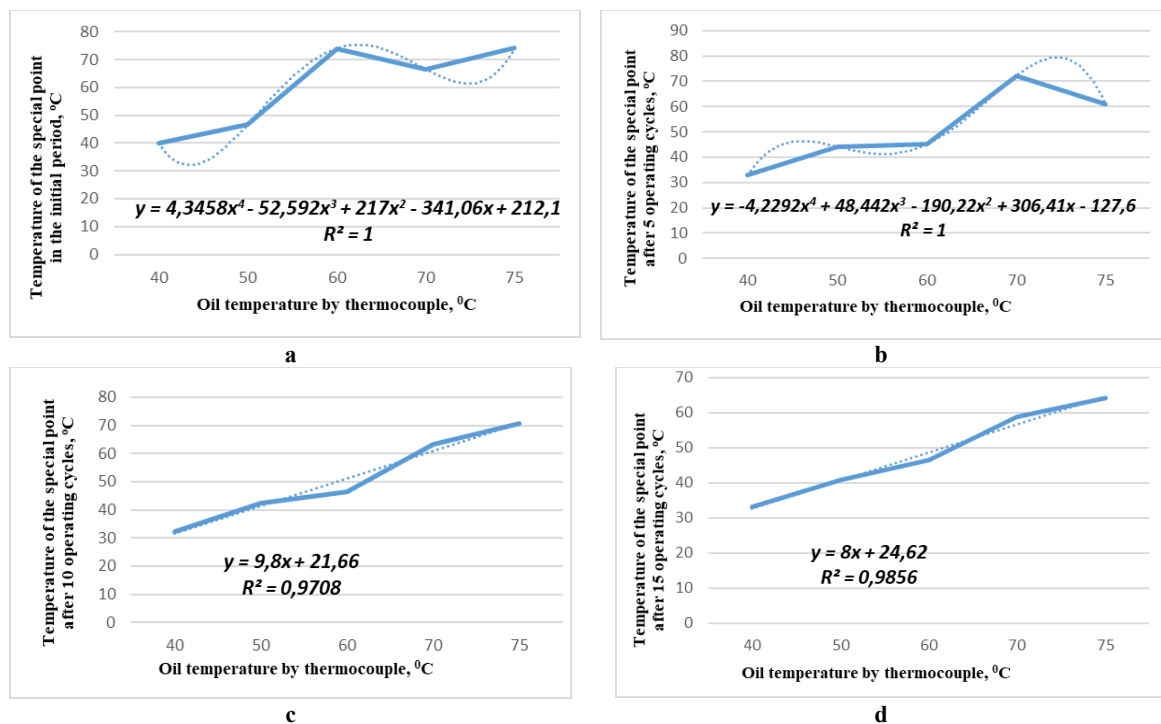 80
70
60
50
40
30
20
10
0
Temperature of the special point
in the initial period, ⁰C
y = 4,3458x⁴ - 52,592x³ + 217x² - 341,06x + 212,1
R² = 1
40 50 60 70 75
Oil temperature by thermocouple, ⁰C
a
90
80
70
60
50
40
30
20
10
0
Temperature of the special point
after 5 operating cycles, ⁰C
y = -4,2292x⁴ + 48,442x³ - 190,22x² + 306,41x - 127,6
R² = 1
40 50 60 70 75
Oil temperature by thermocouple, ⁰C
b
80
70
60
50
40
30
20
10
0
Temperature of the special point
after 10 operating cycles, ⁰C
y = 9,8x + 21,66
R² = 0,9708
40 50 60 70 75
Oil temperature by thermocouple, ⁰C
c
70
60
50
40
30
20
10
0
Temperature of the special point
after 15 operating cycles, ⁰C
y = 8x + 24,62
R² = 0,9856
40 50 60 70 75
Oil temperature by thermocouple, ⁰C
d